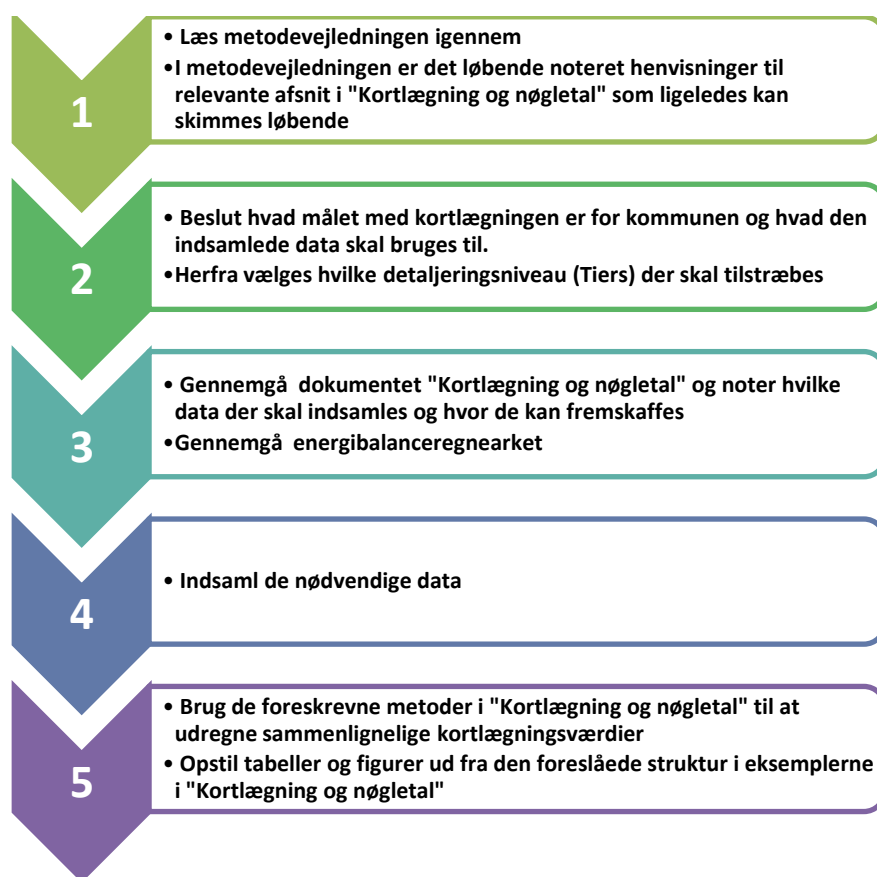 1
• Læs metodevejledningen igennem
•I metodevejledningen er det løbende noteret henvisninger til
relevante afsnit i "Kortlægning og nøgletal" som ligeledes kan
skimmes løbende
2
• Beslut hvad målet med kortlægningen er for kommunen og hvad den
indsamlede data skal bruges til.
•Herfra vælges hvilke detaljeringsniveau (Tiers) der skal tilstræbes
3
• Gennemgå dokumentet "Kortlægning og nøgletal" og noter hvilke
data der skal indsamles og hvor de kan fremskaffes
•Gennemgå energibalanceregnearket
4
• Indsaml de nødvendige data
5
• Brug de foreskrevne metoder i "Kortlægning og nøgletal" til at
udregne sammenlignelige kortlægningsværdier
• Opstil tabeller og figurer ud fra den foreslåede struktur i eksemplerne
i "Kortlægning og nøgletal"